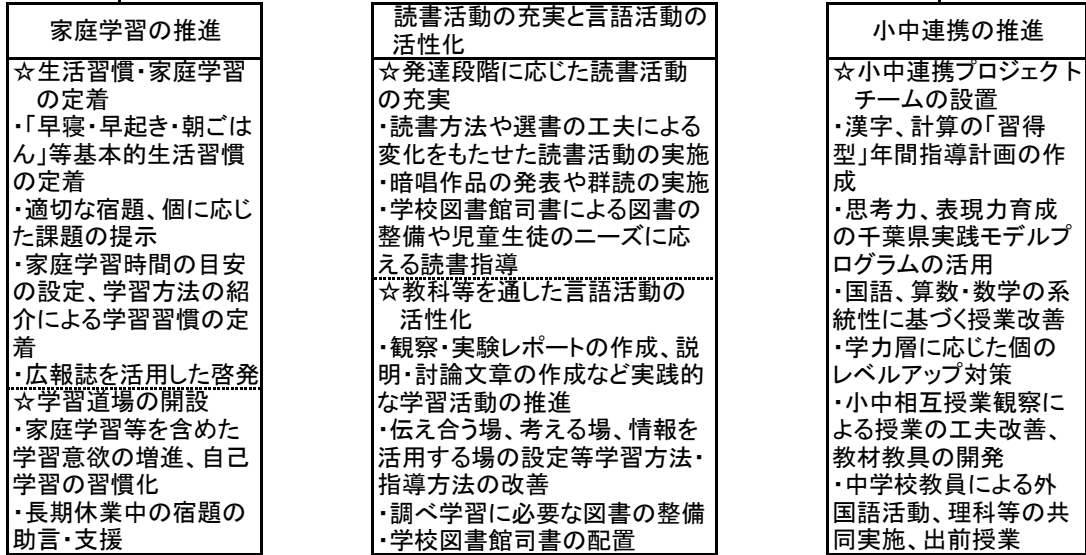 家庭学習の推進
☆生活習慣・家庭学習
の定着
・「早寝・早起き・朝ごは
ん」等基本的生活習慣
の定着
・適切な宿題、個に応じ
た課題の提示
・家庭学習時間の目安
の設定、学習方法の紹
介による学習習慣の定
着
・広報誌を活用した啓発
☆学習道場の開設
・家庭学習等を含めた
学習意欲の増進、自己
学習の習慣化
・長期休業中の宿題の
助言・支援
読書活動の充実と言語活動の
活性化
☆発達段階に応じた読書活動
の充実
・読書方法や選書の工夫による
変化をもたせた読書活動の実施
・暗唱作品の発表や群読の実施
・学校図書館司書による図書の
整備や児童生徒のニーズに応
える読書指導
☆教科等を通した言語活動の
活性化
・観察・実験レポートの作成、説
明・討論文章の作成など実践的
な学習活動の推進
・伝え合う場、考える場、情報を
活用する場の設定等学習方法・
指導方法の改善
・調べ学習に必要な図書の整備
・学校図書館司書の配置
小中連携の推進
☆小中連携プロジェクト
チームの設置
・漢字、計算の「習得
型」年間指導計画の作
成
・思考力、表現力育成
の千葉県実践モデルプ
ログラムの活用
・国語、算数・数学の系
統性に基づく授業改善
・学力層に応じた個の
レベルアップ対策
・小中相互授業観察に
よる授業の工夫改善、
教材教具の開発
・中学校教員による外
国語活動、理科等の共
同実施、出前授業